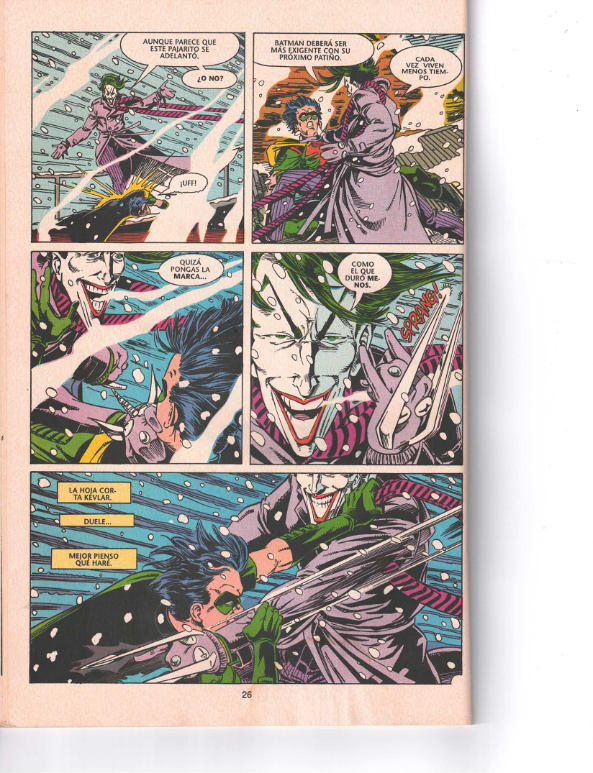 AUNQUE PARECE QUE
ESTE PAJARITO SE
ADELANTÓ.
¿O NO?
¡UFF!
BATMAN DEBERÁ SER
MÁS EXIGENTE CON SU
PRÓXIMO PATIÑO.
CADA
VEZ VIVEN
MENOS TIEM-
PO.
QUIZÁ
PONGAS LA
MARCA...
COMO
EL QUE
DURÓ ME-
NOS.
SPRANG!
LA HOJA COR-
TA KÉVLAR.
DUELE...
MEJOR PIENSO
QUÉ HARÉ.
26